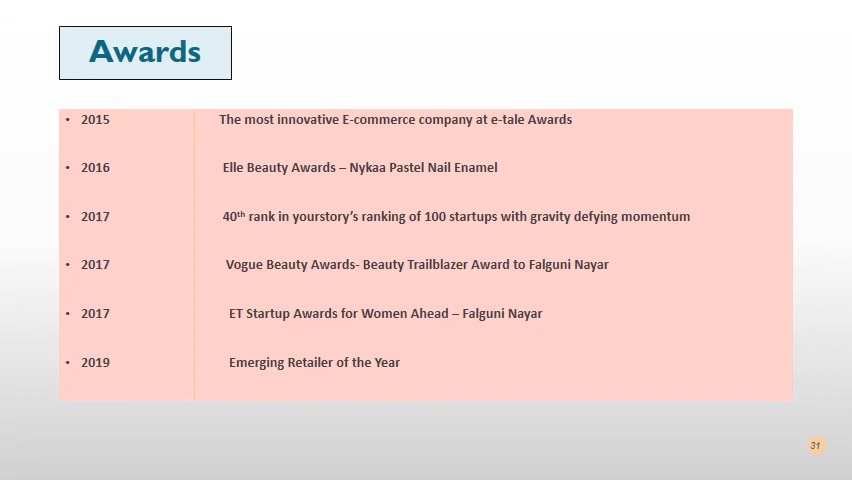 Awards
• 2015 The most innovative E-commerce company at e-tale Awards
• 2016 Elle Beauty Awards – Nykaa Pastel Nail Enamel
• 2017 40th rank in yourstory's ranking of 100 startups with gravity defying momentum
• 2017 Vogue Beauty Awards- Beauty Trailblazer Award to Falguni Nayar
• 2017 ET Startup Awards for Women Ahead – Falguni Nayar
• 2019 Emerging Retailer of the Year
31